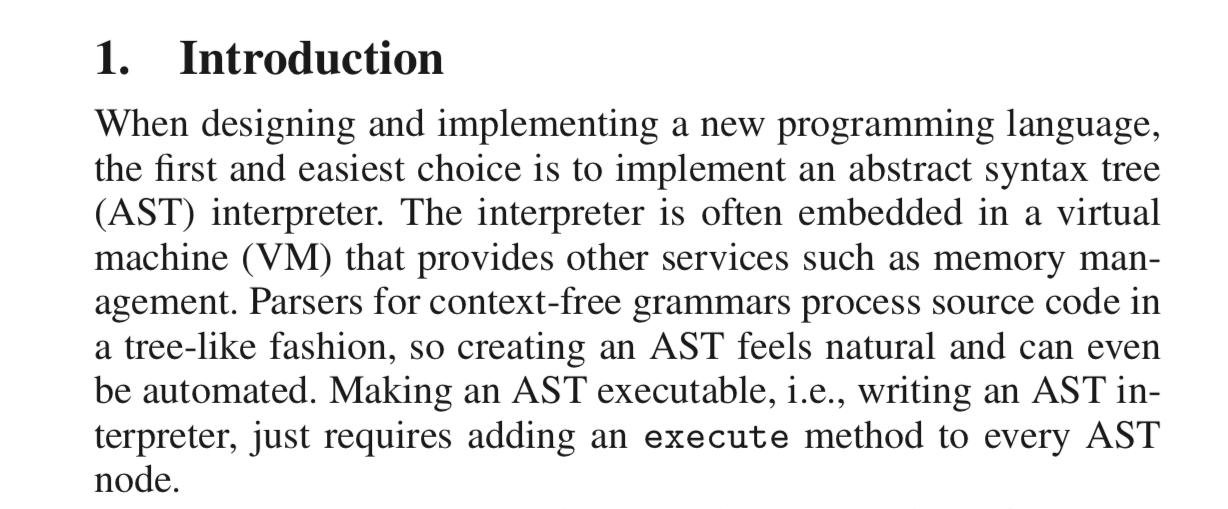 1. Introduction
When designing and implementing a new programming language,
the first and easiest choice is to implement an abstract syntax tree
(AST) interpreter. The interpreter is often embedded in a virtual
machine (VM) that provides other services such as memory man-
agement. Parsers for context-free grammars process source code in
a tree-like fashion, so creating an AST feels natural and can even
be automated. Making an AST executable, i.e., writing an AST in-
terpreter, just requires adding an execute method to every AST
node.